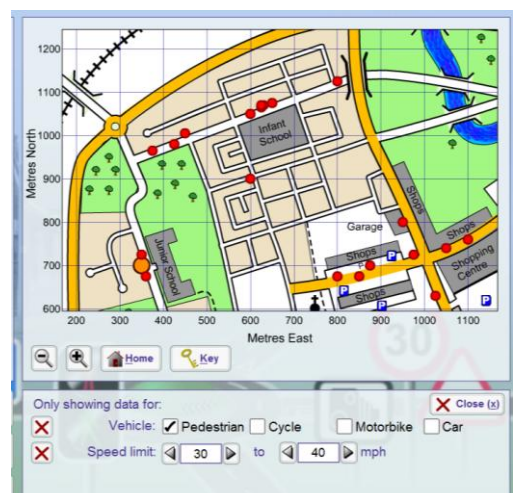 1200
1100
1000
900
800
700
600
Metres North
Infant
School
Garage
Shops
Shops
Shops
Shops
Shopping
Centre
Junior School
P
P
P
P
200 300 400 500 600 700 800 900 1000 1100
Metres East
Home
Key
30
Only showing data for:
Close (x)
Vehicle: Pedestrian Cycle Motorbike Car
Speed limit: 30 to 40 mph